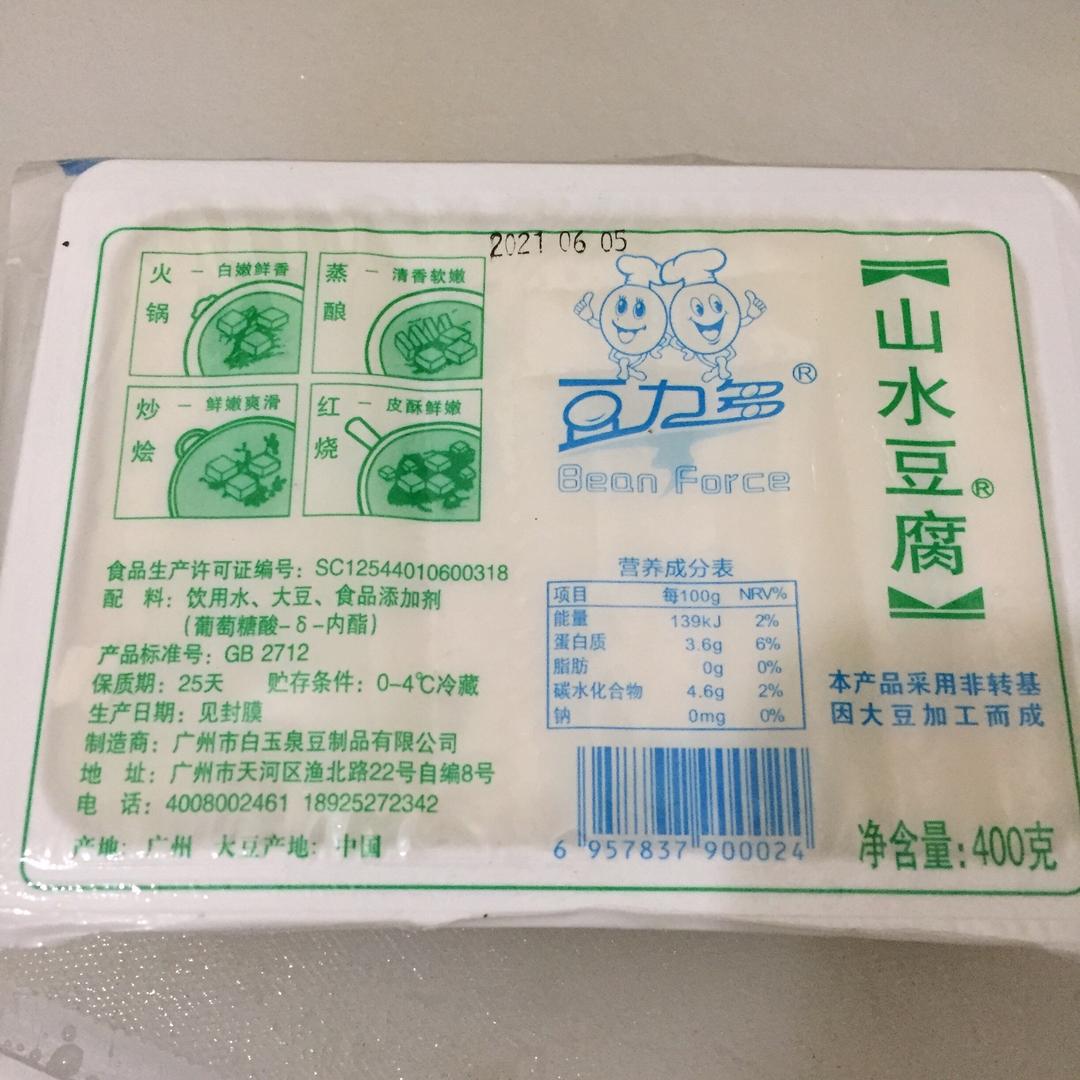 2021 06 05
火锅 — 白嫩鲜香
蒸酿 — 清香软嫩
炒烩 — 鲜嫩爽滑
红烧 — 皮酥鲜嫩
豆力多®
Bean Force
【山水豆腐】®
食品生产许可证编号：SC12544010600318
配 料：饮用水、大豆、食品添加剂
（葡萄糖酸-δ-内酯）
产品标准号：GB 2712
保质期：25天 贮存条件：0-4℃冷藏
生产日期：见封膜
制造商：广州市白玉泉豆制品有限公司
地 址：广州市天河区渔北路22号自编8号
电 话：4008002461 18925272342
产地：广州 大豆产地：中国
营养成分表
项目 每100g NRV%
能量 139kJ 2%
蛋白质 3.6g 6%
脂肪 0g 0%
碳水化合物 4.6g 2%
钠 0mg 0%
6 957837 900024
本产品采用非转基
因大豆加工而成
净含量：400克